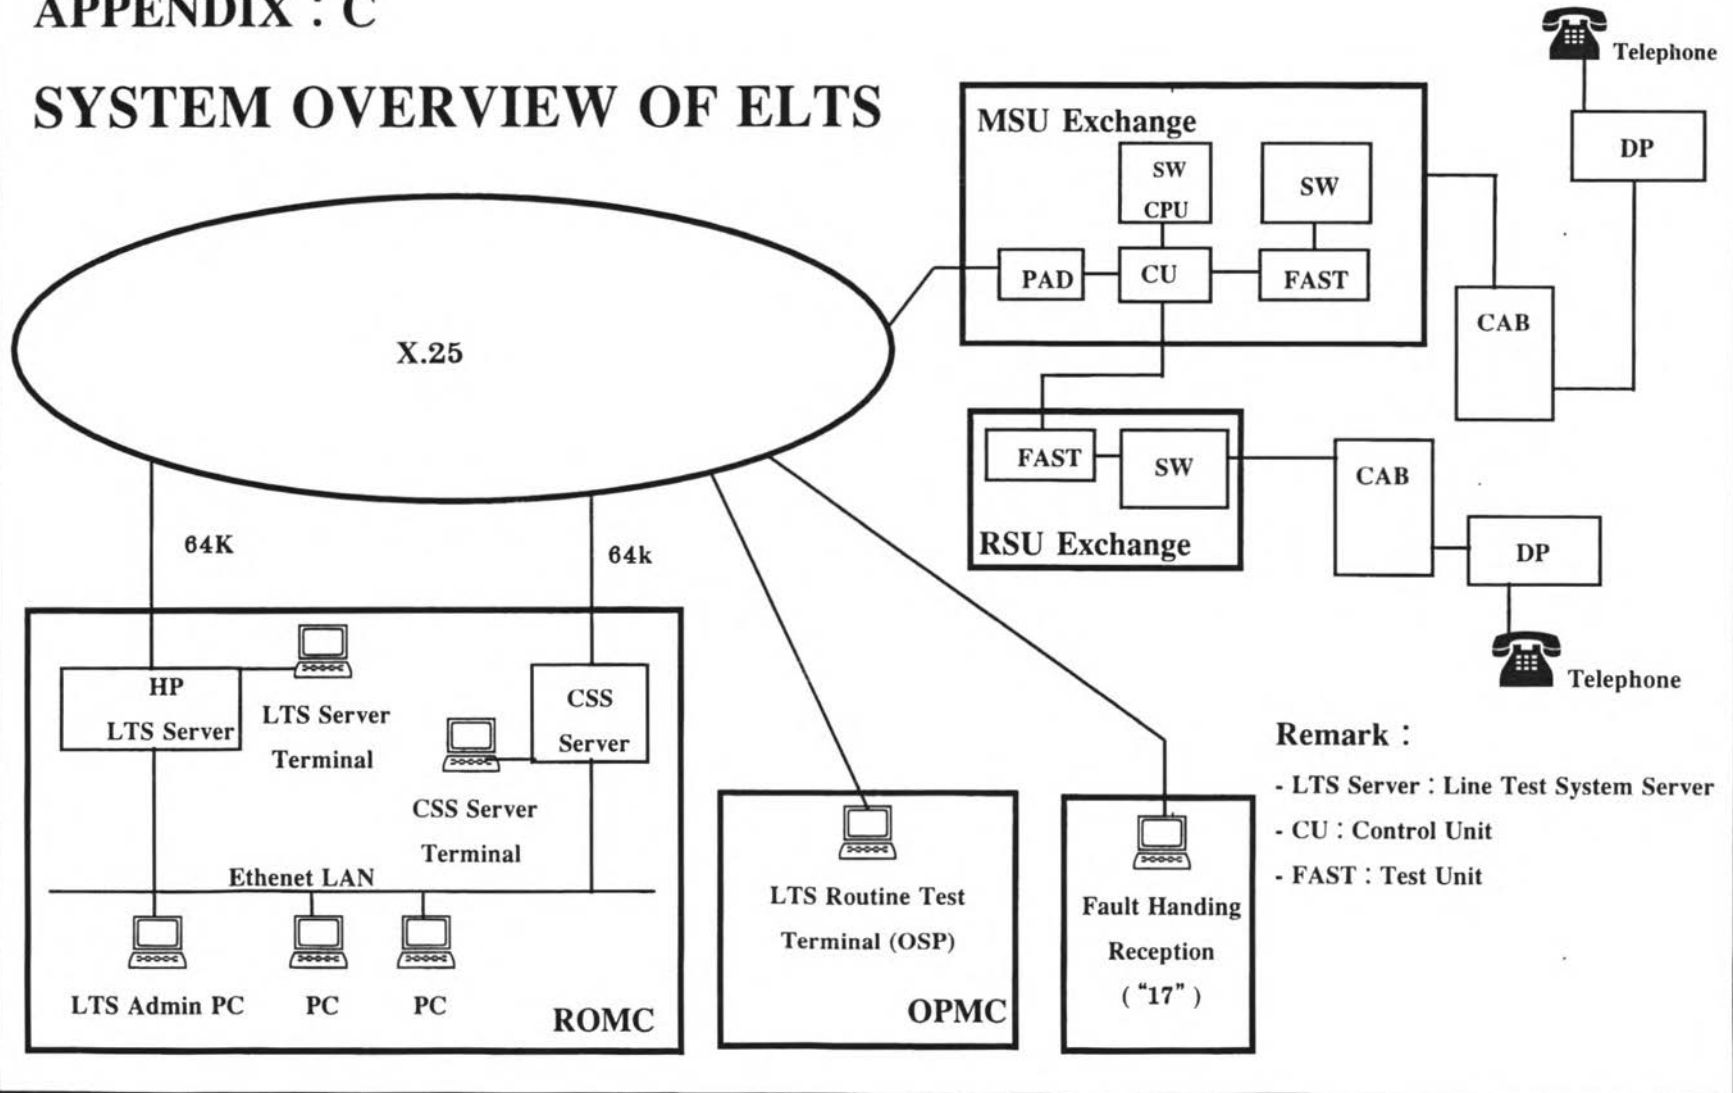 APPENDIX : C
SYSTEM OVERVIEW OF ELTS
Telephone
DP
MSU Exchange
SW
CPU
SW
PAD
CU
FAST
CAB
X.25
FAST
SW
RSU Exchange
CAB
DP
Telephone
64K
64k
HP
LTS Server
LTS Server
Terminal
CSS
Server
CSS Server
Terminal
Ethenet LAN
LTS Admin PC
PC
PC
ROMC
LTS Routine Test
Terminal (OSP)
OPMC
Fault Handing
Reception
( “17” )
Remark :
- LTS Server : Line Test System Server
- CU : Control Unit
- FAST : Test Unit